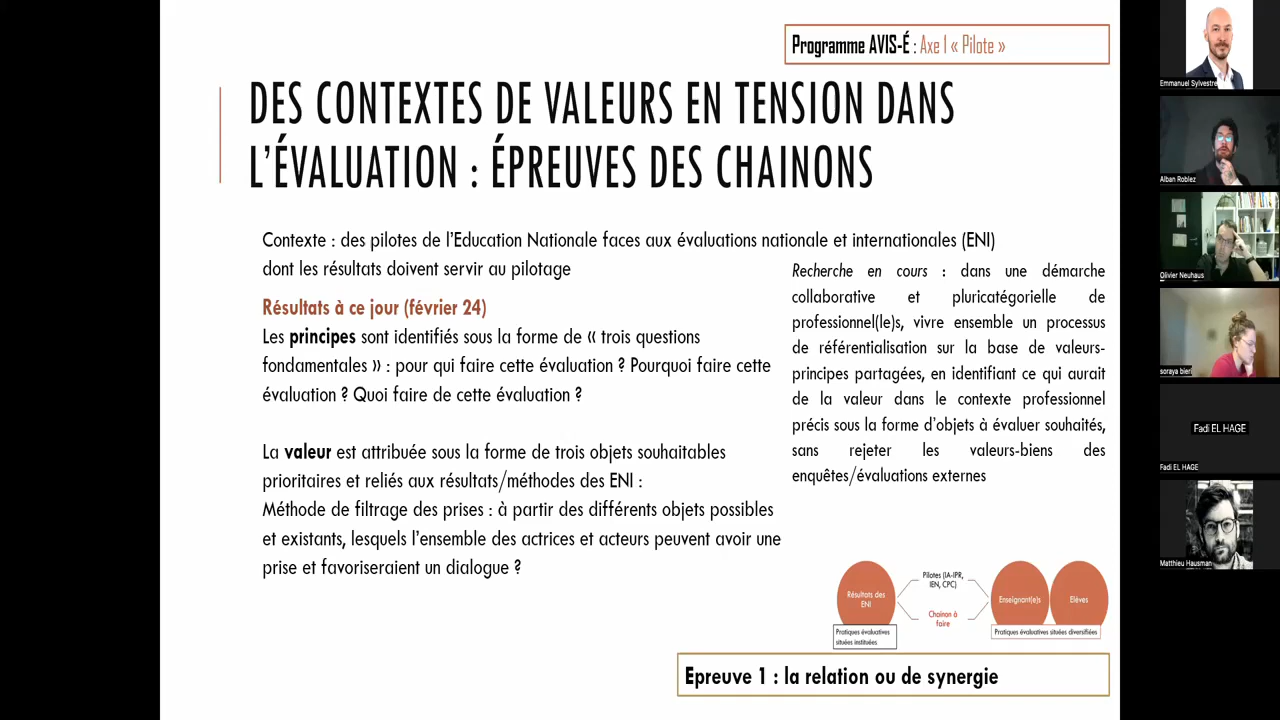 Programme AVIS-É : Axe 1 « Pilote »
DES CONTEXTES DE VALEURS EN TENSION DANS
L'ÉVALUATION : ÉPREUVES DES CHAINONS
Contexte : des pilotes de l'Education Nationale faces aux évaluations nationale et internationales (ENI)
dont les résultats doivent servir au pilotage
Résultats à ce jour (février 24)
Les principes sont identifiés sous la forme de « trois questions
fondamentales » : pour qui faire cette évaluation ? Pourquoi faire cette
évaluation ? Quoi faire de cette évaluation ?
La valeur est attribuée sous la forme de trois objets souhaitables
prioritaires et reliés aux résultats/méthodes des ENI :
Méthode de filtrage des prises : à partir des différents objets possibles
et existants, lesquels l'ensemble des actrices et acteurs peuvent avoir une
prise et favoriseraient un dialogue ?
Recherche en cours : dans une démarche
collaborative et pluricatégorielle de
professionnel(le)s, vivre ensemble un processus
de référentialisation sur la base de valeurs-
principes partagées, en identifiant ce qui aurait
de la valeur dans le contexte professionnel
précis sous la forme d'objets à évaluer souhaités,
sans rejeter les valeurs-biens des
enquêtes/évaluations externes
Résultats des
ENI
Pratiques évaluatives
situées instituées
Pilotes (IA-IPR,
IEN, CPC)
Chainon à
faire
Enseignant(e)s
Elèves
Pratiques évaluatives situées diversifiées
Epreuve 1 : la relation ou de synergie
Emmanuel Sylvestre
Alban Roblez
Olivier Neuhaus
soraya bieri
Fadi EL HAGE
Fadi EL HAGE
Matthieu Hausman